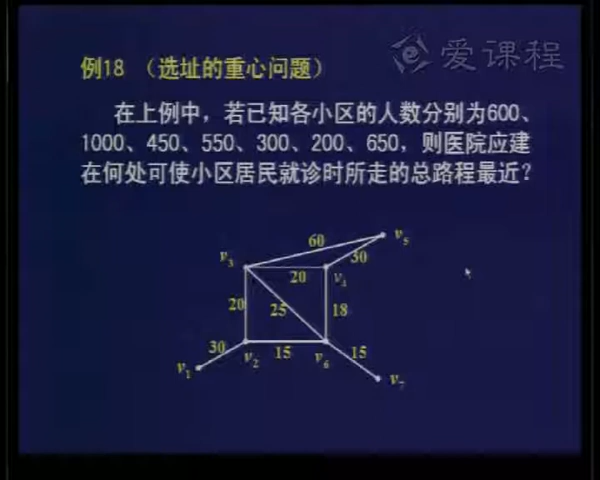 爱课程
例18 （选址的重心问题）
在上例中，若已知各小区的人数分别为600、
1000、450、550、300、200、650，则医院应建
在何处可使小区居民就诊时所走的总路程最近？
60
v5
v3
30
20
v4
20
25
18
30
v2
15
v6
15
v1
v7